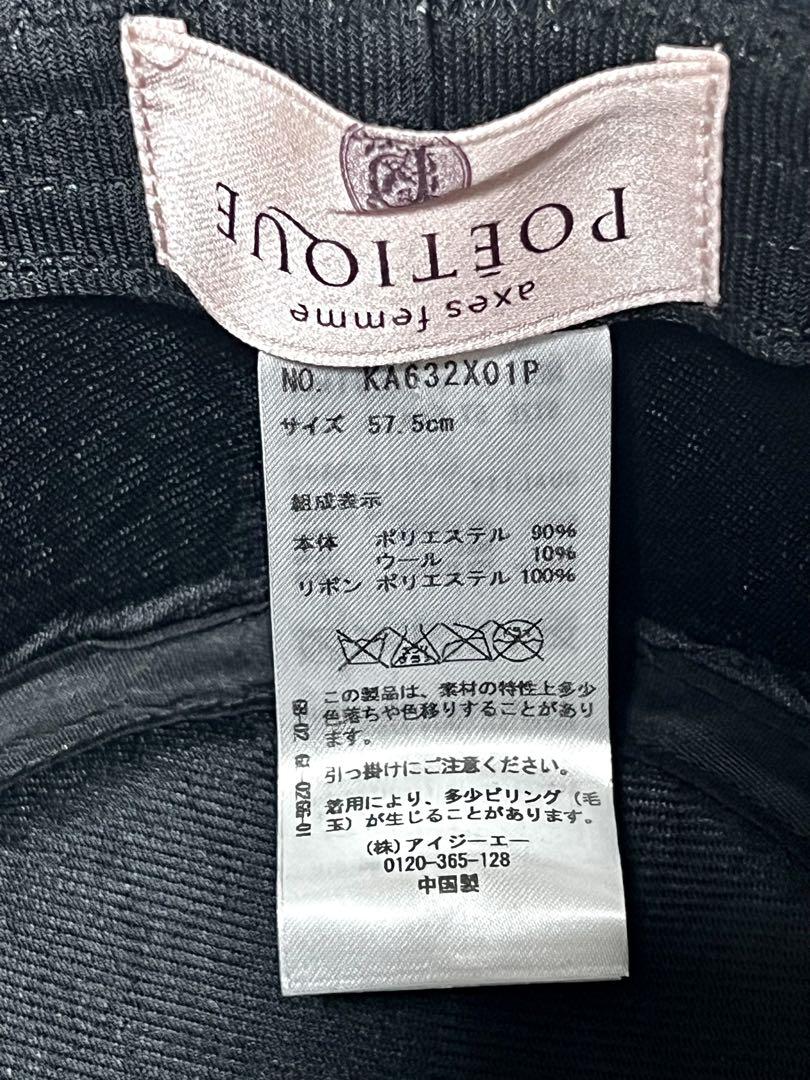 POËTIQUE
axes femme
NO. KA632X01P
サイズ 57.5cm
組成表示
本体 ポリエステル 90%
ウール 10%
リボン ポリエステル 100%
この製品は、素材の特性上多少
色落ちや色移りすることがあり
ます。
引っ掛けにご注意ください。
着用により、多少ピリング（毛
玉）が生じることがあります。
(株)アイジーエー
0120-365-128
中国製